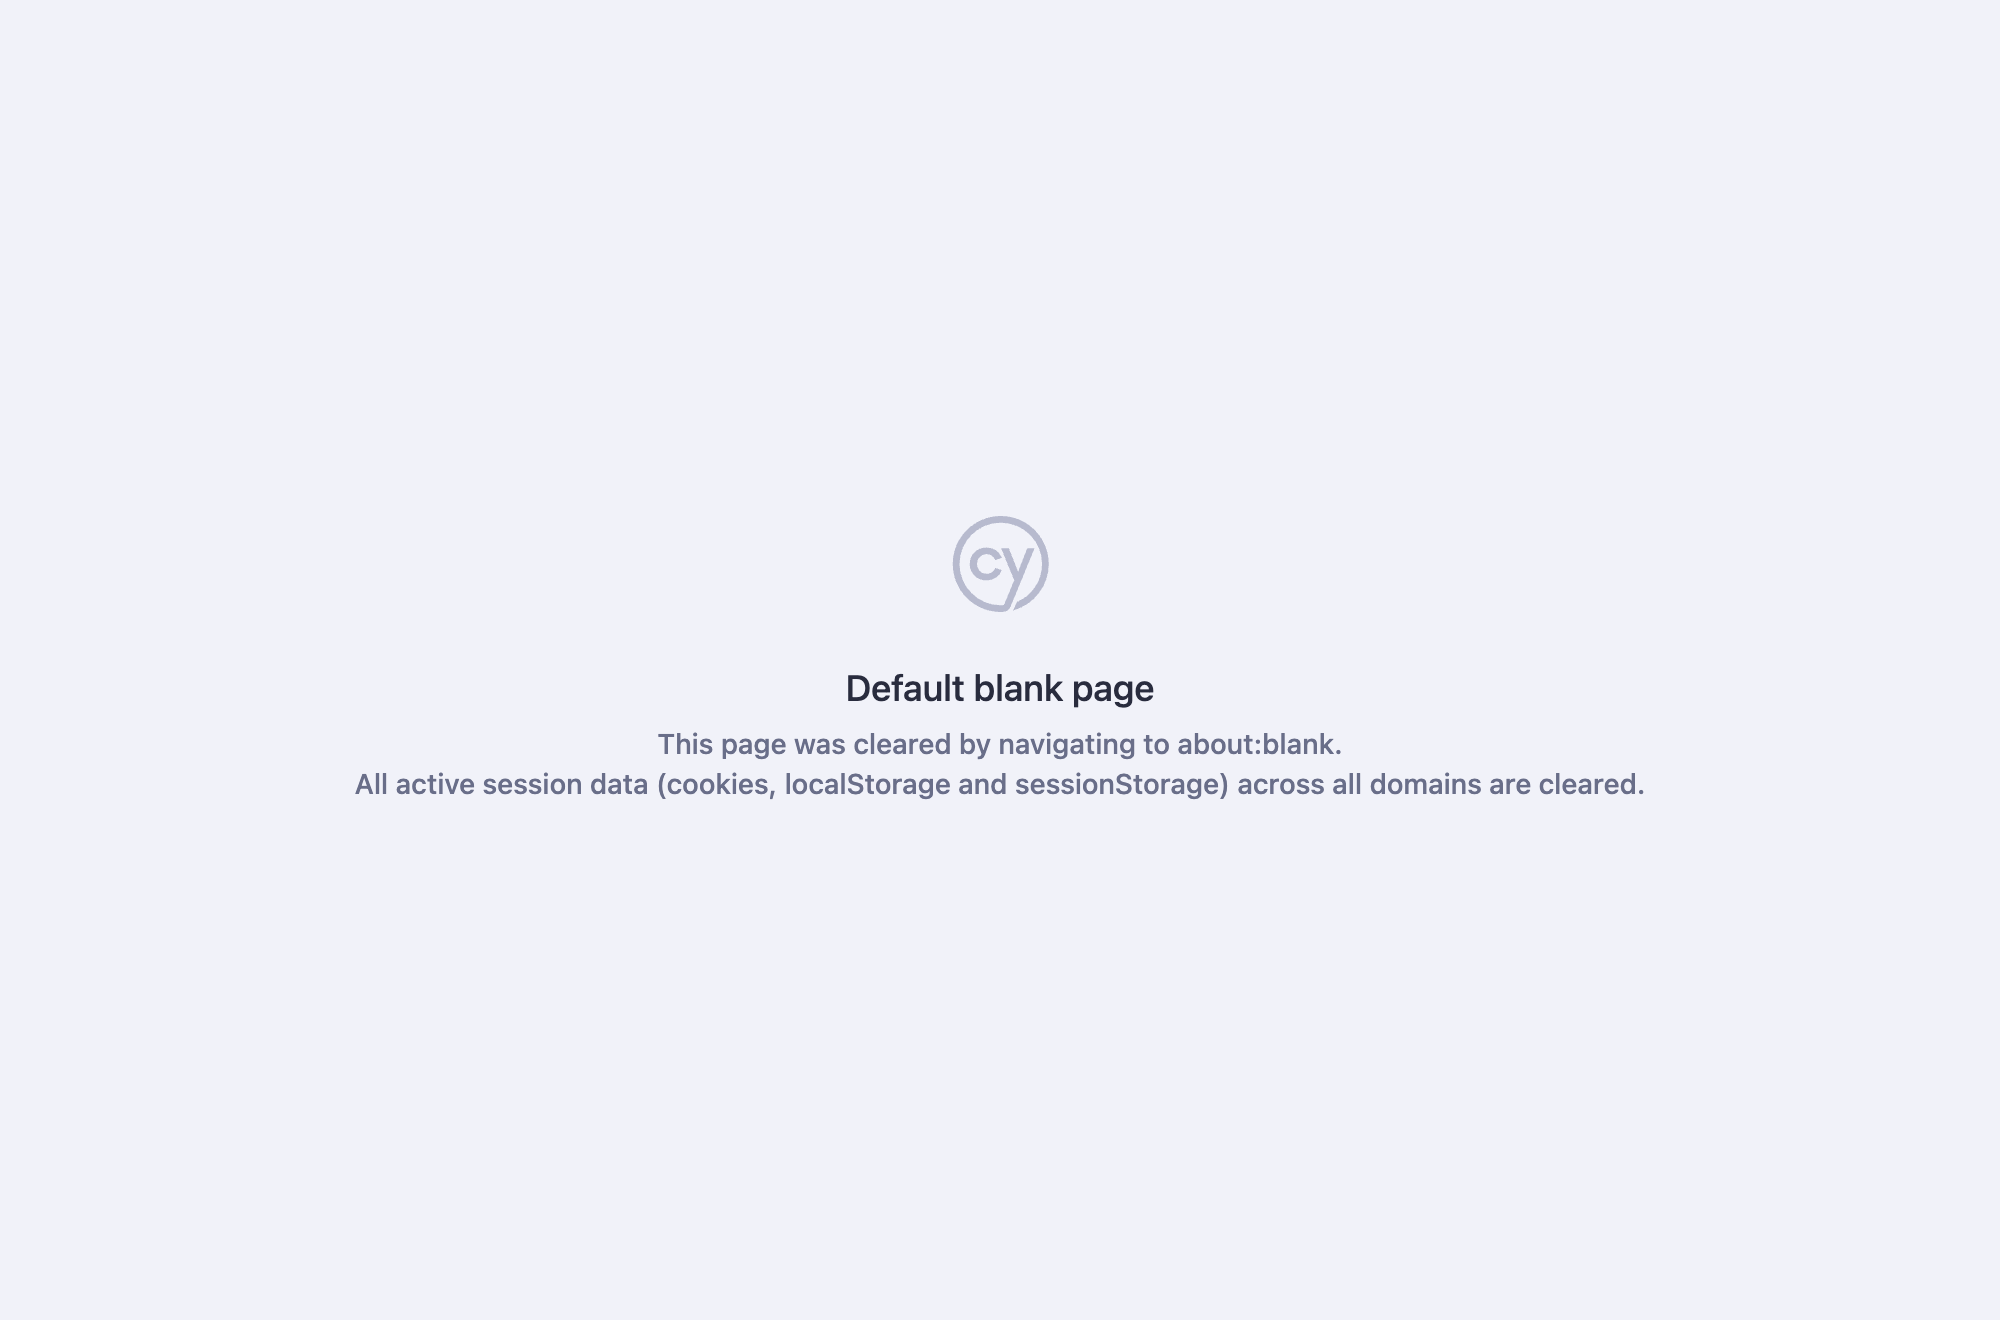 cy
Default blank page
This page was cleared by navigating to about:blank.
All active session data (cookies, localStorage and sessionStorage) across all domains are cleared.